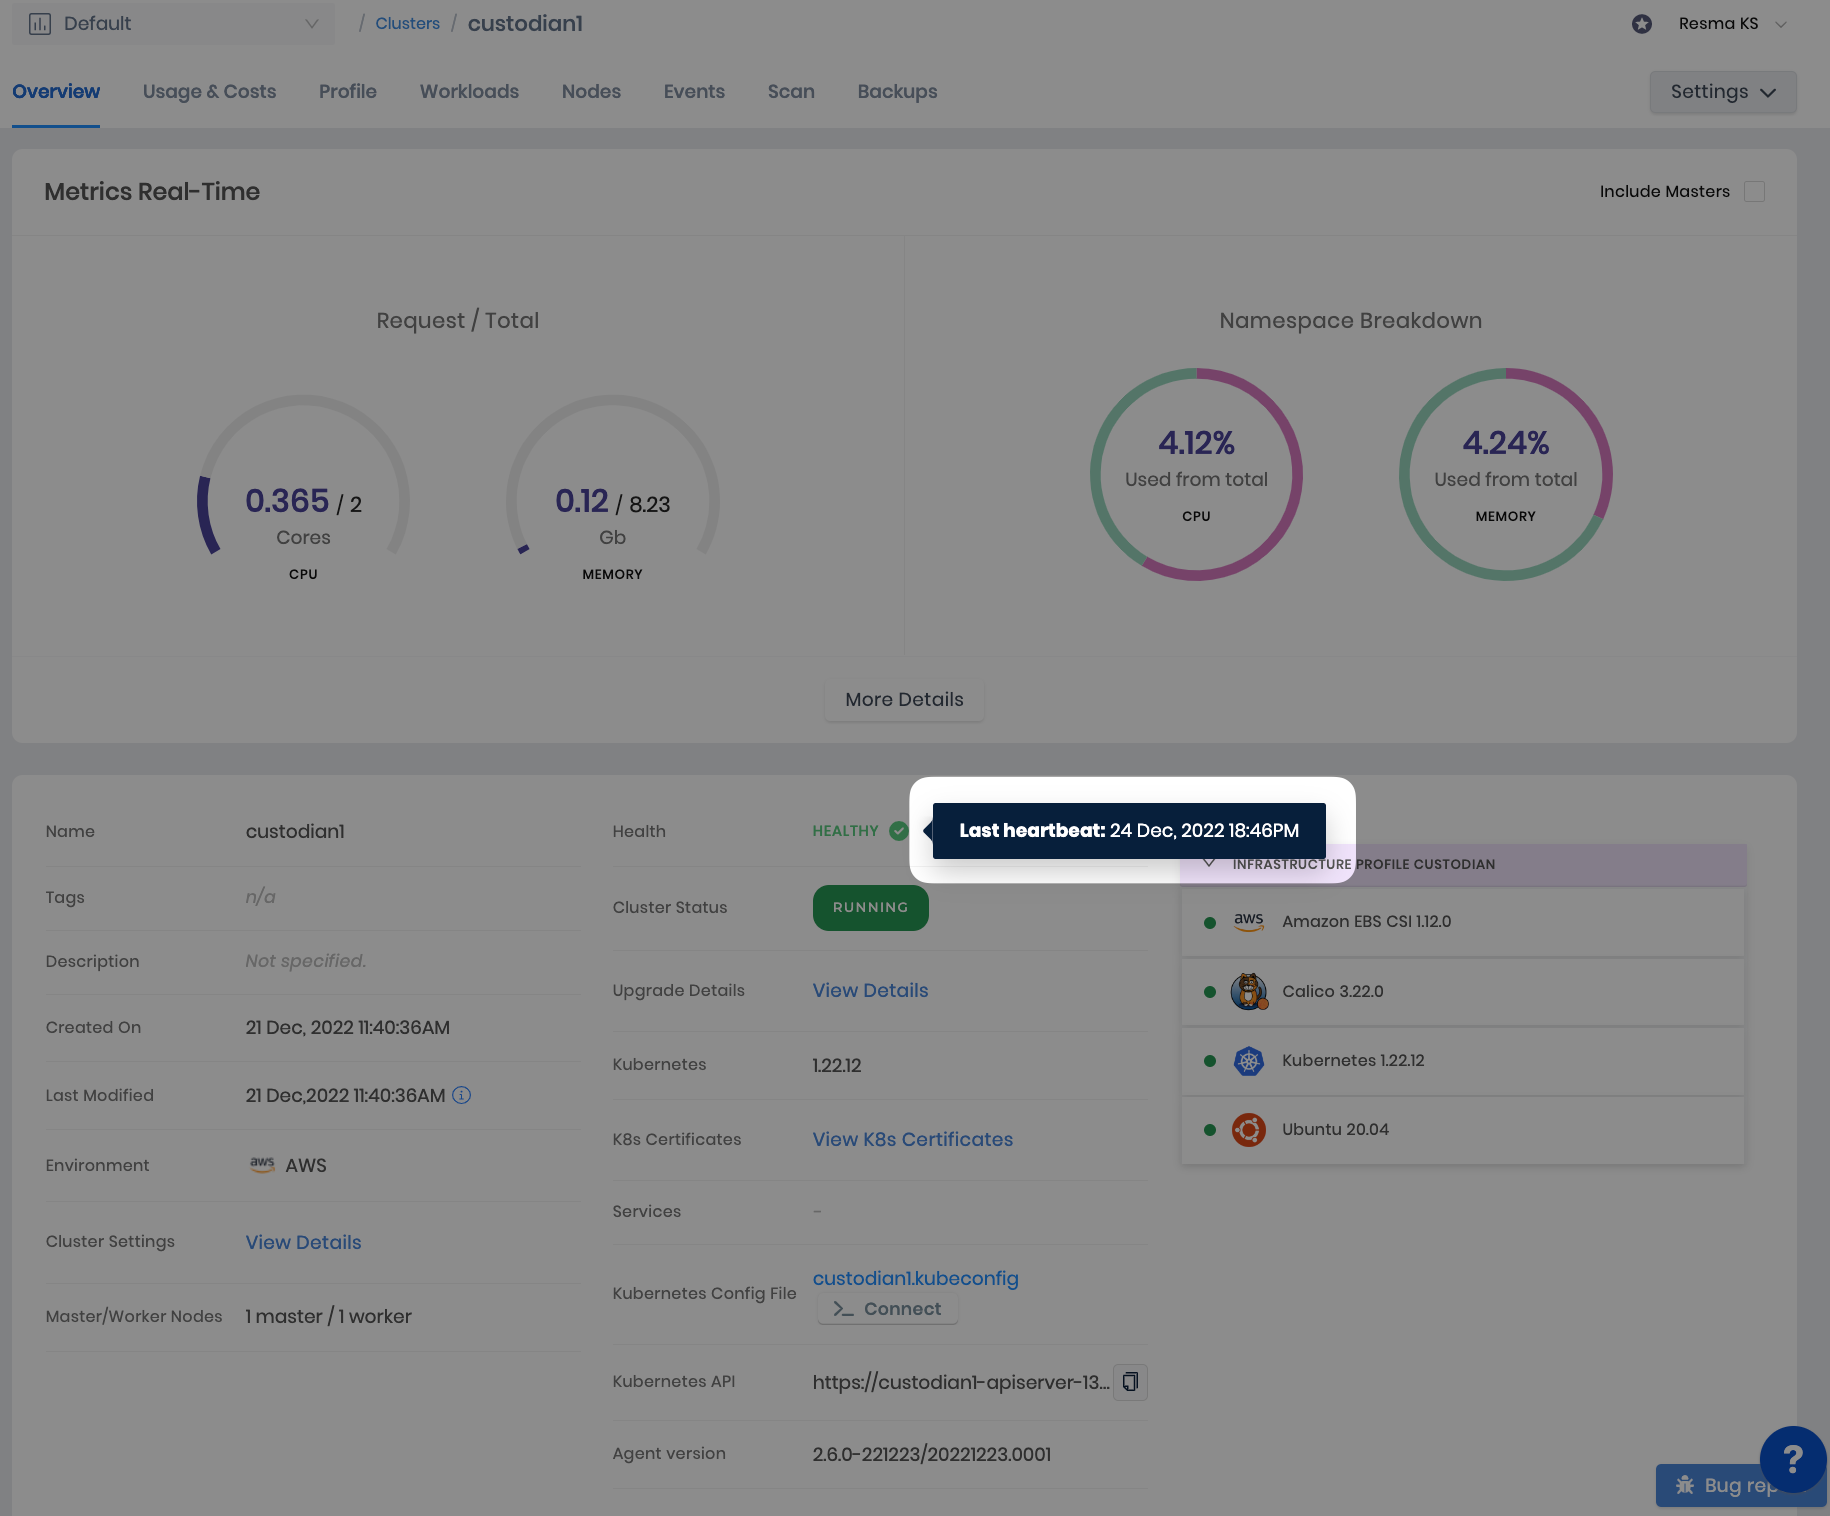 Default / Clusters / custodian1 Resma KS
Overview Usage & Costs Profile Workloads Nodes Events Scan Backups Settings
Metrics Real-Time Include Masters
Request / Total
0.365 / 2
Cores
CPU
0.12 / 8.23
Gb
MEMORY
Namespace Breakdown
4.12%
Used from total
CPU
4.24%
Used from total
MEMORY
More Details
Name custodian1
Tags n/a
Description Not specified.
Created On 21 Dec, 2022 11:40:36AM
Last Modified 21 Dec,2022 11:40:36AM
Environment aws AWS
Cluster Settings View Details
Master/Worker Nodes 1 master / 1 worker
Health HEALTHY
Last heartbeat: 24 Dec, 2022 18:46PM
Cluster Status RUNNING
Upgrade Details View Details
Kubernetes 1.22.12
K8s Certificates View K8s Certificates
Services -
Kubernetes Config File custodian1.kubeconfig
>_ Connect
Kubernetes API https://custodian1-apiserver-13...
Agent version 2.6.0-221223/20221223.0001
INFRASTRUCTURE PROFILE CUSTODIAN
aws Amazon EBS CSI 1.12.0
Calico 3.22.0
Kubernetes 1.22.12
Ubuntu 20.04
?
Bug rep